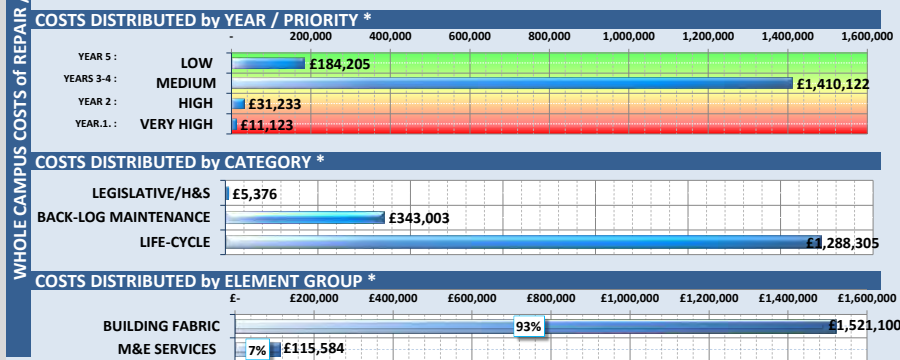 WHOLE CAMPUS COSTS of REPAIR /
COSTS DISTRIBUTED by YEAR / PRIORITY *
- 200,000 400,000 600,000 800,000 1,000,000 1,200,000 1,400,000 1,600,000
YEAR 5 : LOW £184,205
YEARS 3-4 : MEDIUM £1,410,122
YEAR 2 : HIGH £31,233
YEAR.1. : VERY HIGH £11,123
COSTS DISTRIBUTED by CATEGORY *
LEGISLATIVE/H&S £5,376
BACK-LOG MAINTENANCE £343,003
LIFE-CYCLE £1,288,305
COSTS DISTRIBUTED by ELEMENT GROUP *
£- £200,000 £400,000 £600,000 £800,000 £1,000,000 £1,200,000 £1,400,000 £1,600,000
BUILDING FABRIC 93% £1,521,100
M&E SERVICES 7% £115,584